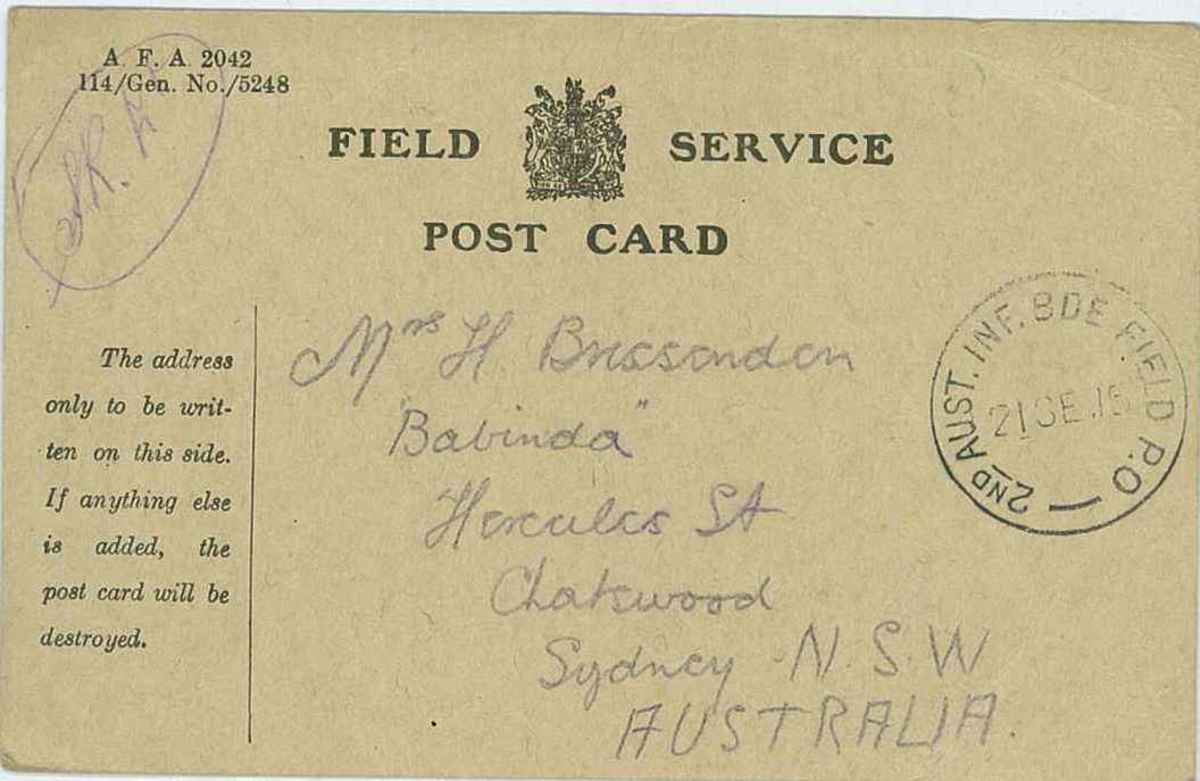 A. F. A. 2042
114/Gen. No./5248
FIELD SERVICE
POST CARD
The address
only to be writ-
ten on this side.
If anything else
is added, the
post card will be
destroyed.
Mrs H Brissenden
"Babinda"
Hercules St
Chatswood
Sydney N.S.W
AUSTRALIA.
2ND AUST. INF. BDE FIELD P.O
21 SE .15